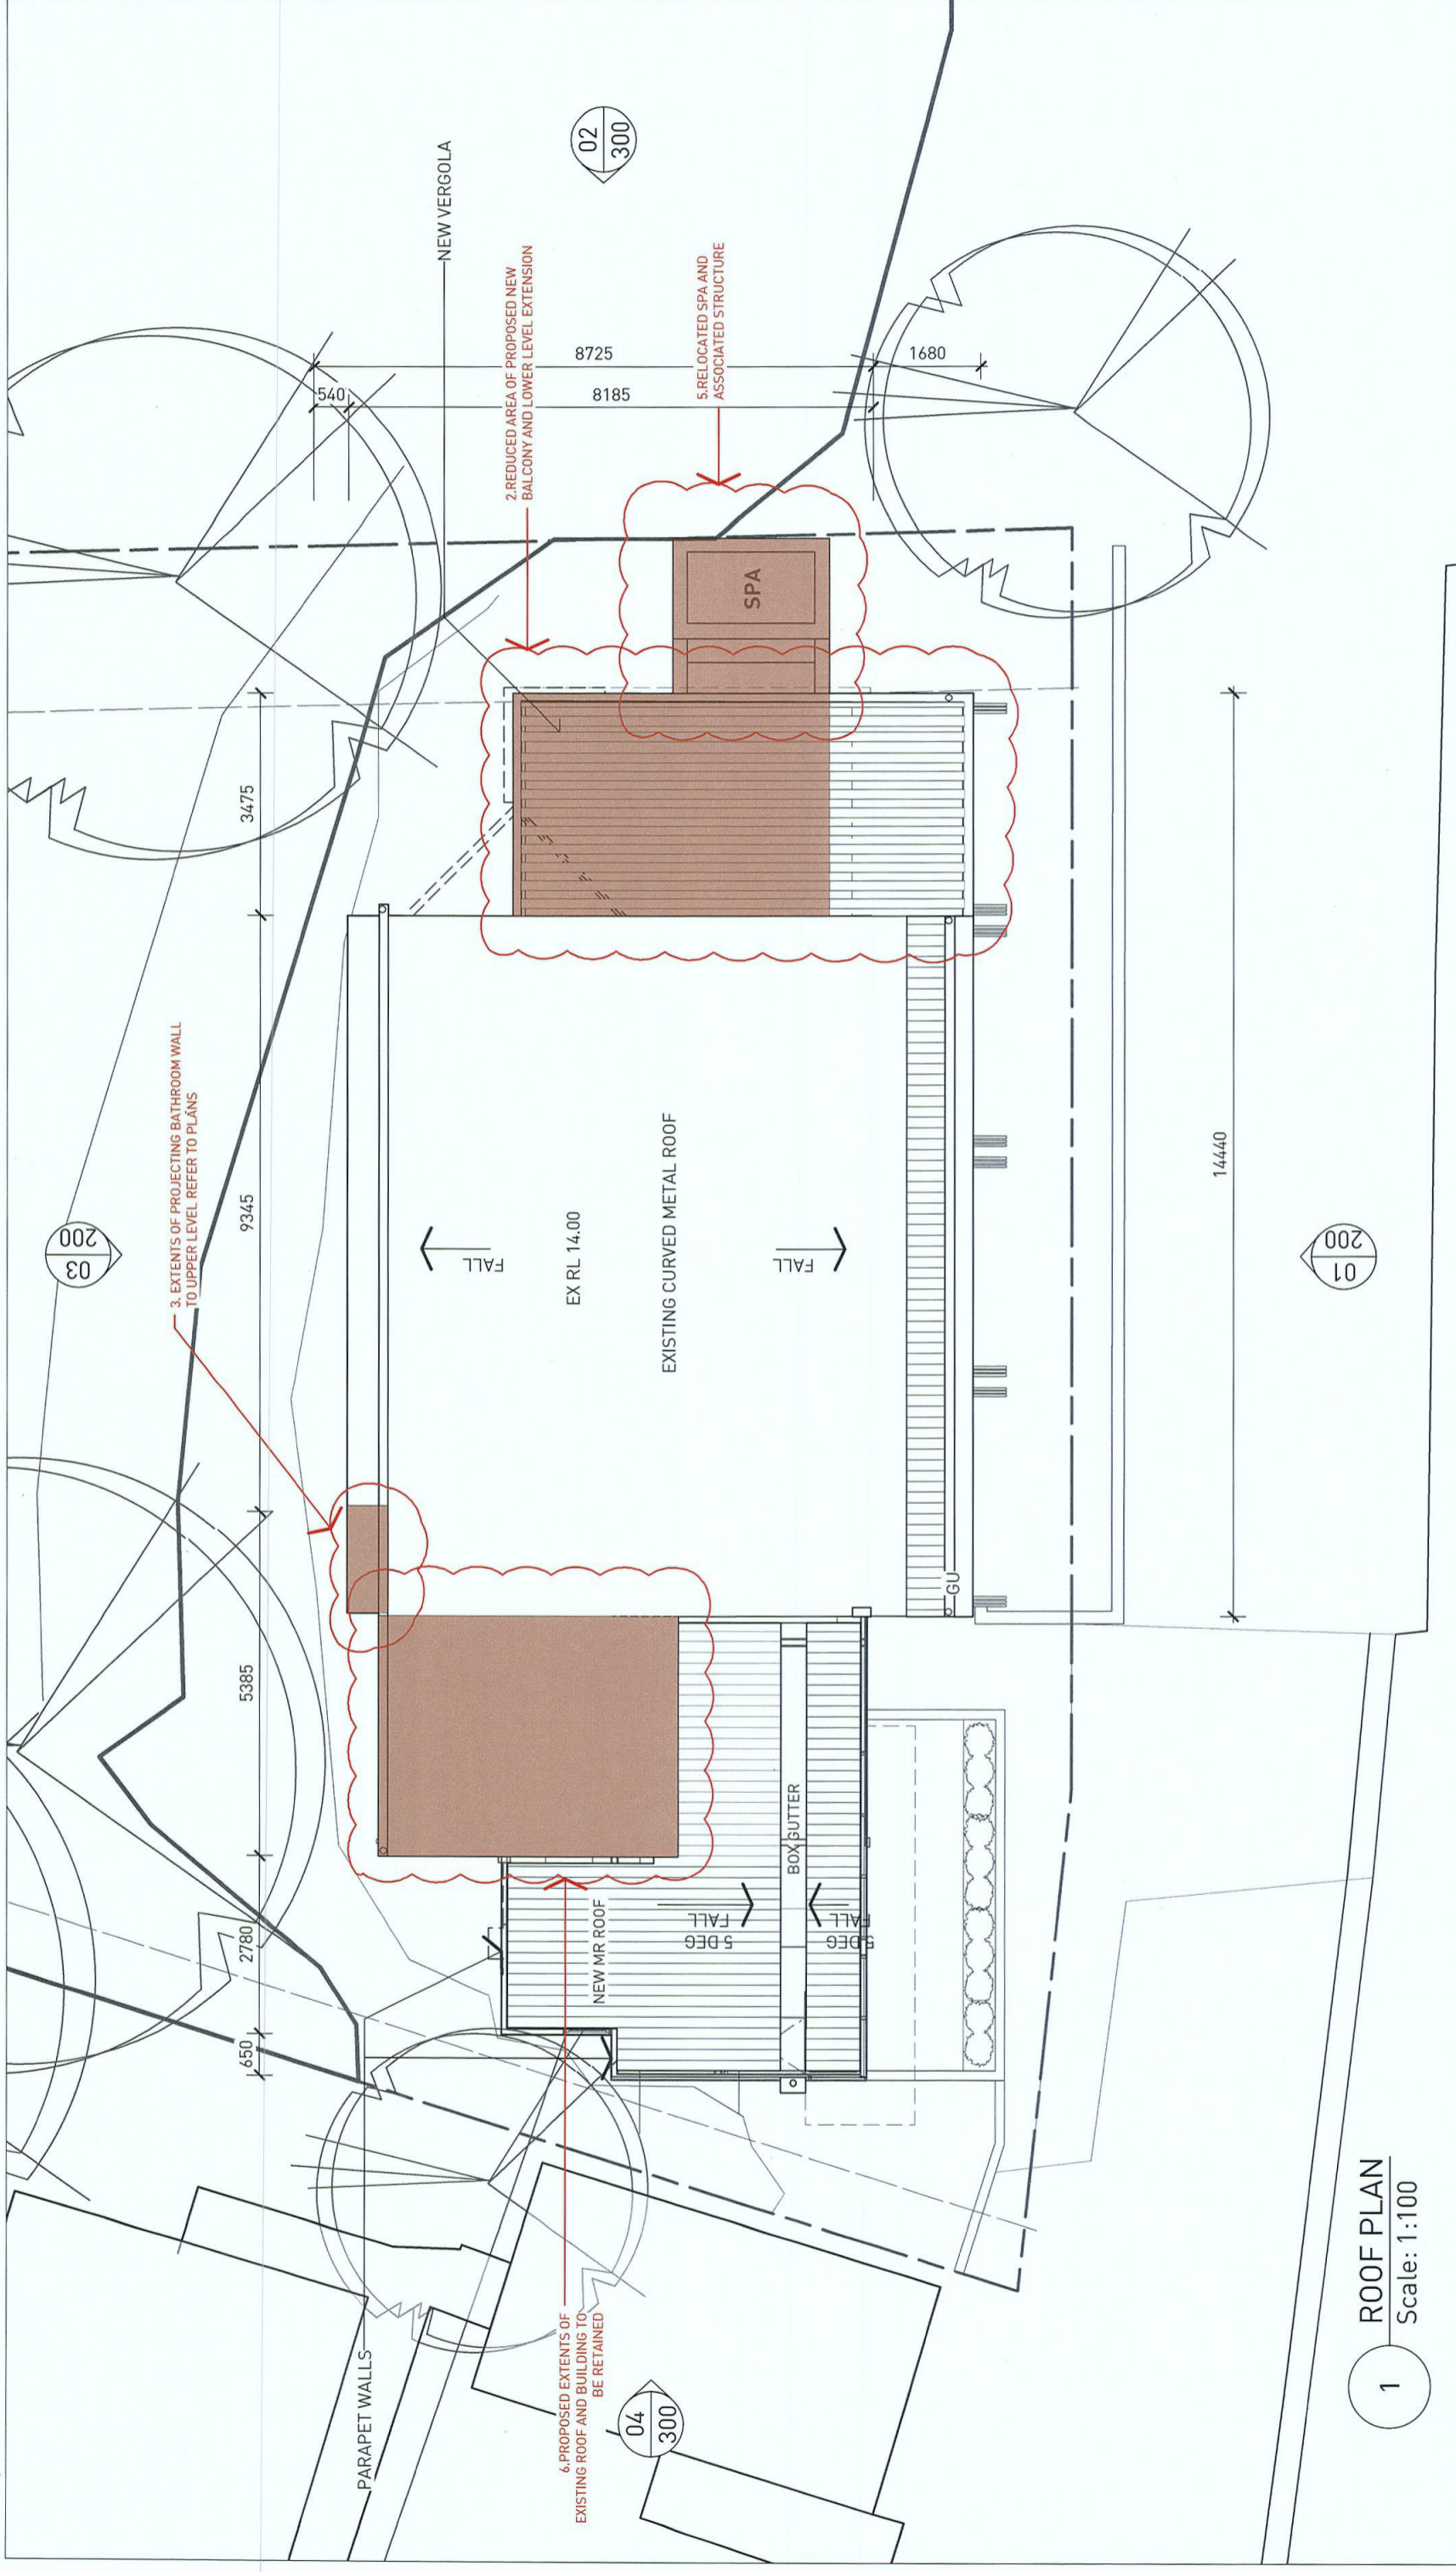 PARAPET WALLS
650
2780
5385
9345
3475
3. EXTENTS OF PROJECTING BATHROOM WALL
TO UPPER LEVEL REFER TO PLANS
03
200
NEW VERGOLA
540
8725
8185
1680
02
300
2.REDUCED AREA OF PROPOSED NEW
BALCONY AND LOWER LEVEL EXTENSION
5.RELOCATED SPA AND
ASSOCIATED STRUCTURE
SPA
FALL
EX RL 14.00
EXISTING CURVED METAL ROOF
FALL
GU
6.PROPOSED EXTENTS OF
EXISTING ROOF AND BUILDING TO
BE RETAINED
04
300
NEW MR ROOF
5 DEG
FALL
BOX GUTTER
5 DEG
FALL
14440
01
200
1
ROOF PLAN
Scale: 1:100